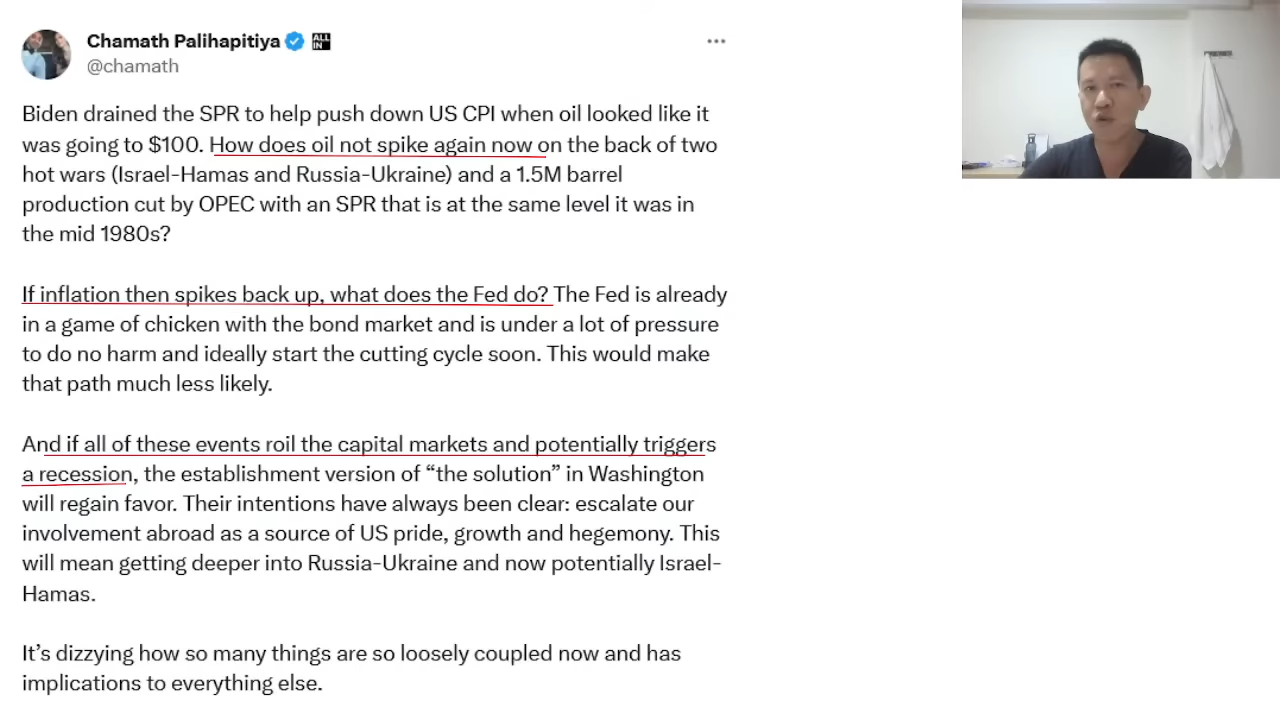 Chamath Palihapitiya ALL IN
@chamath
Biden drained the SPR to help push down US CPI when oil looked like it
was going to $100. How does oil not spike again now on the back of two
hot wars (Israel-Hamas and Russia-Ukraine) and a 1.5M barrel
production cut by OPEC with an SPR that is at the same level it was in
the mid 1980s?
If inflation then spikes back up, what does the Fed do? The Fed is already
in a game of chicken with the bond market and is under a lot of pressure
to do no harm and ideally start the cutting cycle soon. This would make
that path much less likely.
And if all of these events roil the capital markets and potentially triggers
a recession, the establishment version of “the solution” in Washington
will regain favor. Their intentions have always been clear: escalate our
involvement abroad as a source of US pride, growth and hegemony. This
will mean getting deeper into Russia-Ukraine and now potentially Israel-
Hamas.
It’s dizzying how so many things are so loosely coupled now and has
implications to everything else.